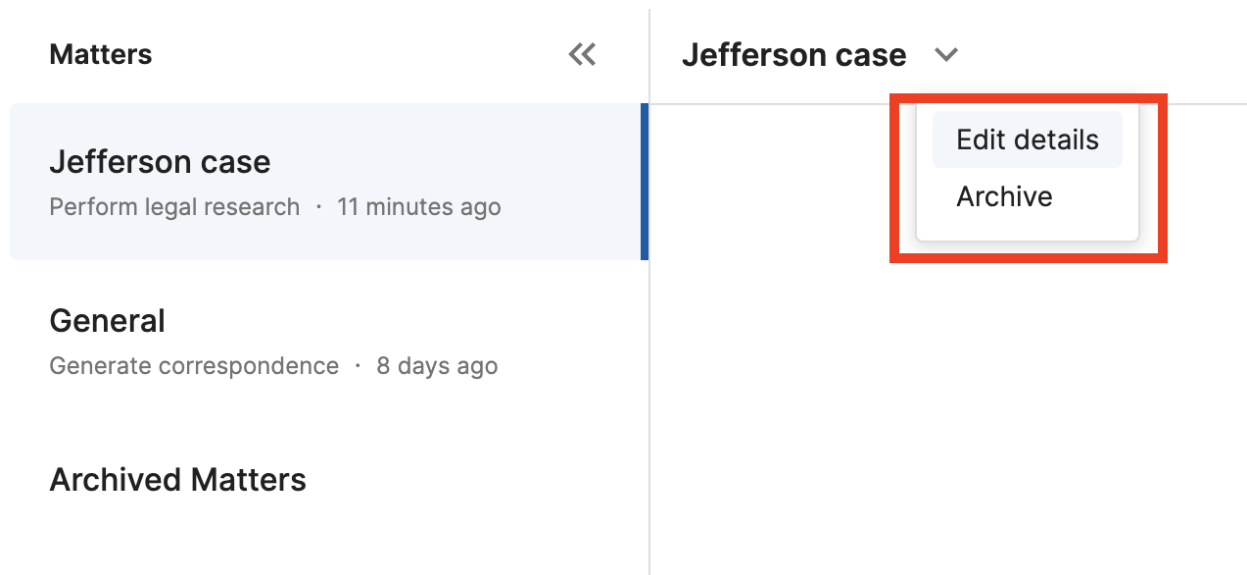 Matters
Jefferson case
Perform legal research · 11 minutes ago
General
Generate correspondence · 8 days ago
Archived Matters
Jefferson case
Edit details
Archive